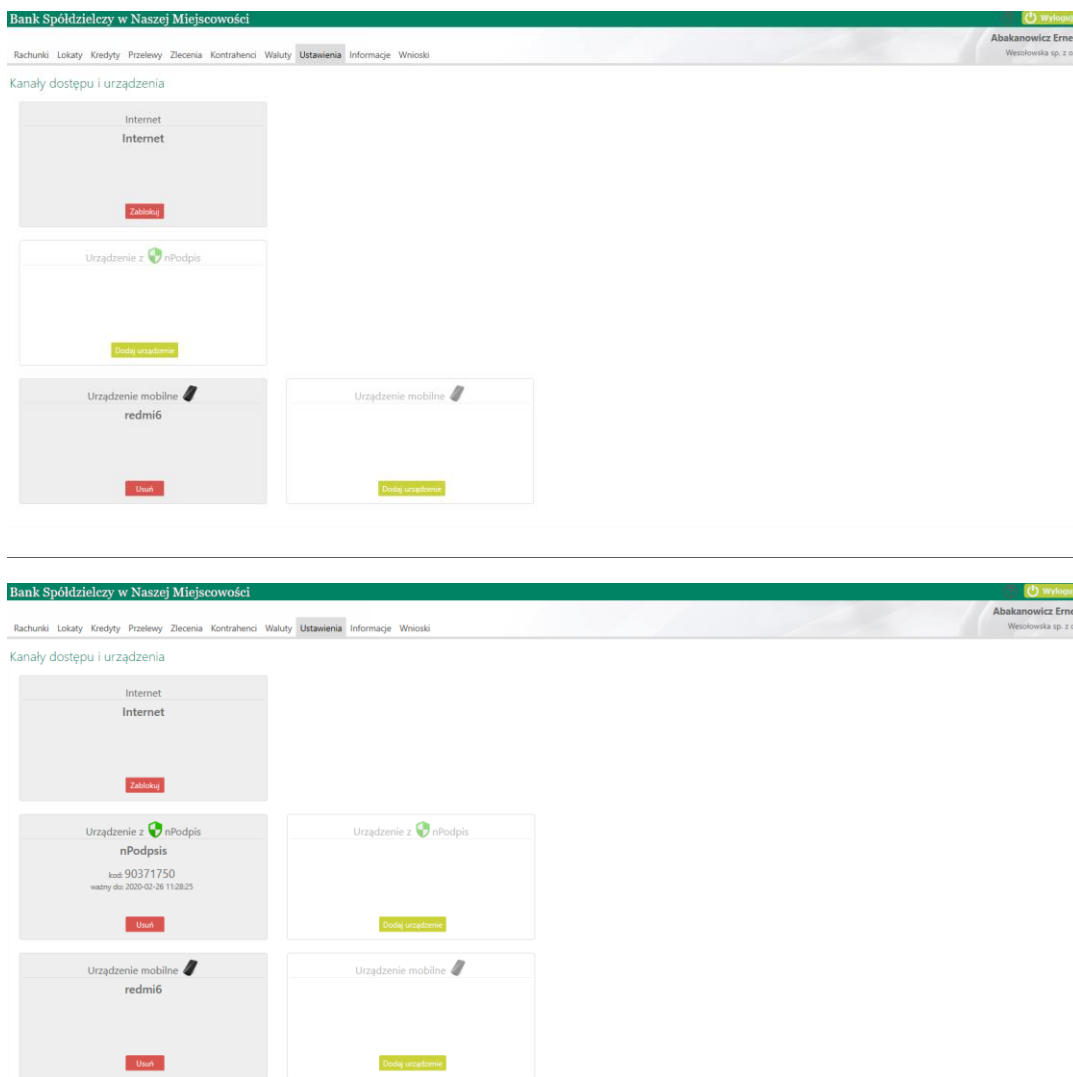 Bank Spółdzielczy w Naszej Miejscowości
Wyloguj
Abakanowicz Erne
Wesołowska sp. z o
Rachunki Lokaty Kredyty Przelewy Zlecenia Kontrahenci Waluty Ustawienia Informacje Wnioski
Kanały dostępu i urządzenia
Internet
Internet
Zablokuj
Urządzenie z nPodpis
Dodaj urządzenie
Urządzenie mobilne
redmi6
Usuń
Urządzenie mobilne
Dodaj urządzenie
Bank Spółdzielczy w Naszej Miejscowości
Wyloguj
Abakanowicz Erne
Wesołowska sp. z o
Rachunki Lokaty Kredyty Przelewy Zlecenia Kontrahenci Waluty Ustawienia Informacje Wnioski
Kanały dostępu i urządzenia
Internet
Internet
Zablokuj
Urządzenie z nPodpis
nPodpsis
kod: 90371750
ważny do: 2020-02-26 11:28:25
Usuń
Urządzenie z nPodpis
Dodaj urządzenie
Urządzenie mobilne
redmi6
Usuń
Urządzenie mobilne
Dodaj urządzenie